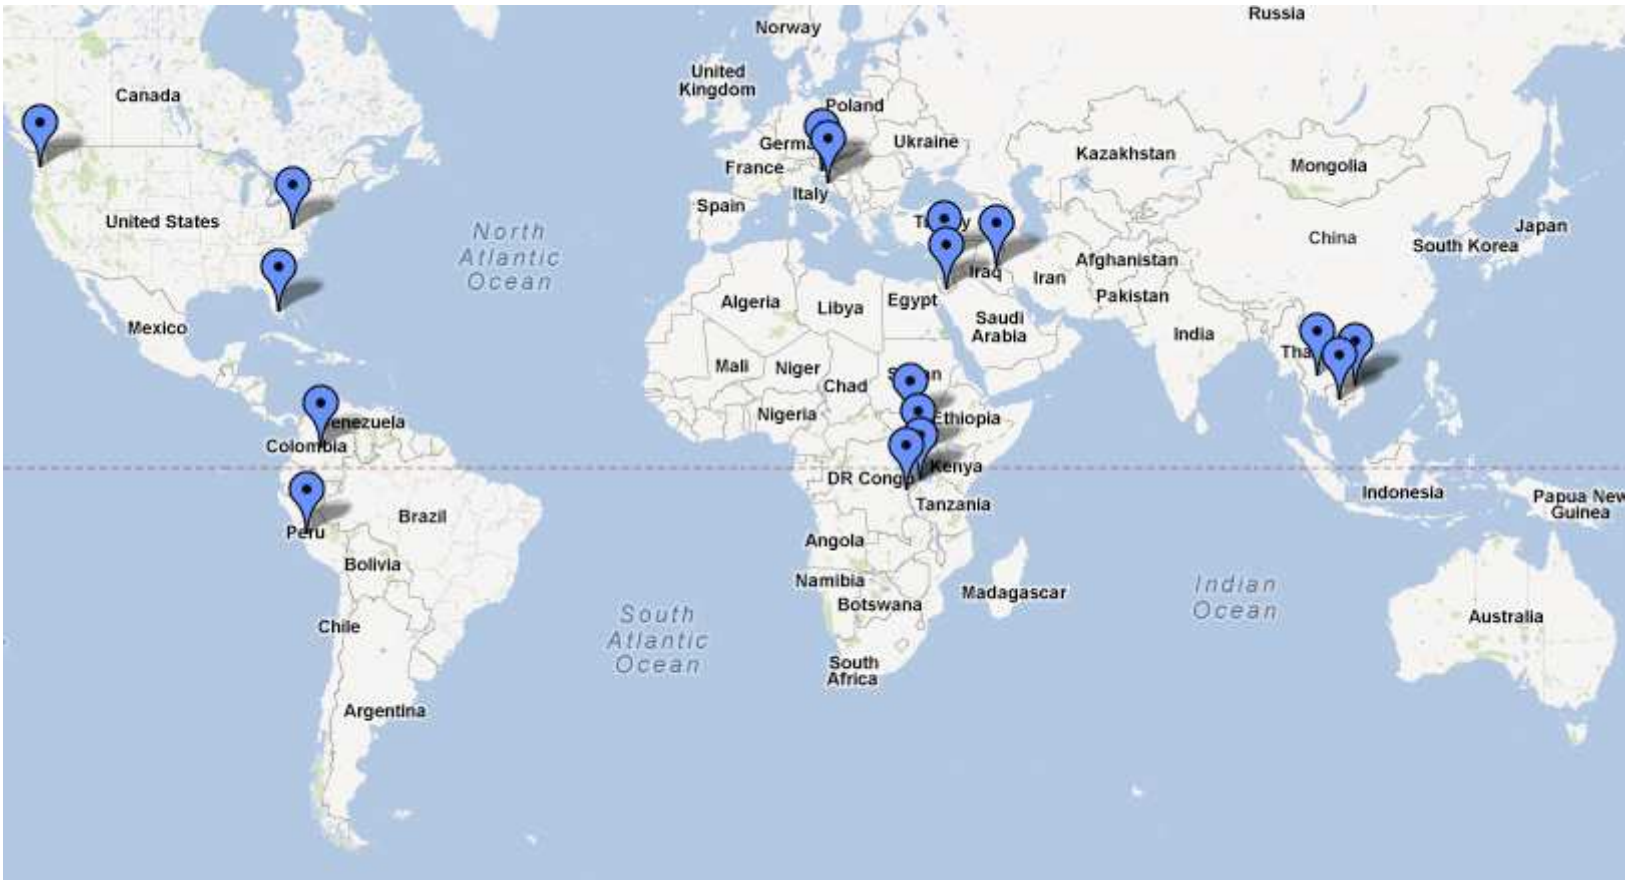 Russia
Norway
Canada
United
Kingdom
Poland
Germa
Ukraine
France
Kazakhstan
Mongolia
Italy
Spain
United States
North
Atlantic
Ocean
China
Japan
South Korea
Afghanistan
Iraq
Iran
Pakistan
Algeria
Libya
Egypt
Saudi
Arabia
India
Mexico
Mali
Niger
Chad
Tha
Nigeria
Ethiopia
enezuela
Colombia
DR Congo
Kenya
Tanzania
Indonesia
Papua New
Guinea
Peru
Brazil
Angola
Bolivia
Namibia
Botswana
Madagascar
Indian
Ocean
Chile
South
Atlantic
Ocean
Australia
South
Africa
Argentina